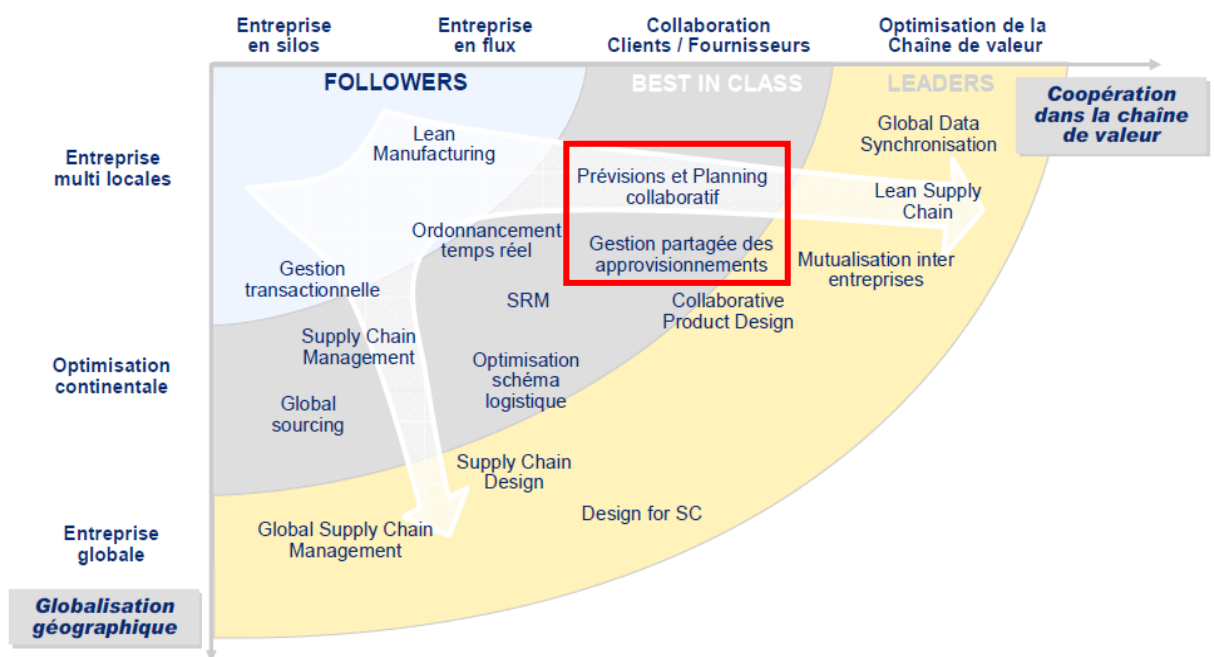 Entreprise
en silos
Entreprise
en flux
Collaboration
Clients / Fournisseurs
Optimisation de la
Chaîne de valeur
FOLLOWERS
BEST IN CLASS
LEADERS
Coopération
dans la chaîne
de valeur
Entreprise
multi locales
Lean
Manufacturing
Global Data
Synchronisation
Prévisions et Planning
collaboratif
Lean Supply
Chain
Ordonnancement
temps réel
Gestion partagée des
approvisionnements
Mutualisation inter
entreprises
Gestion
transactionnelle
SRM
Collaborative
Product Design
Supply Chain
Management
Optimisation
continentale
Optimisation
schéma
logistique
Global
sourcing
Supply Chain
Design
Design for SC
Entreprise
globale
Global Supply Chain
Management
Globalisation
géographique